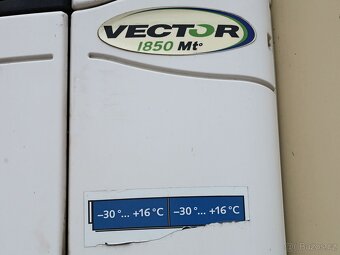 VECTOR
1850 Mt°
–30 °... +16 °C –30 °... +16 °C